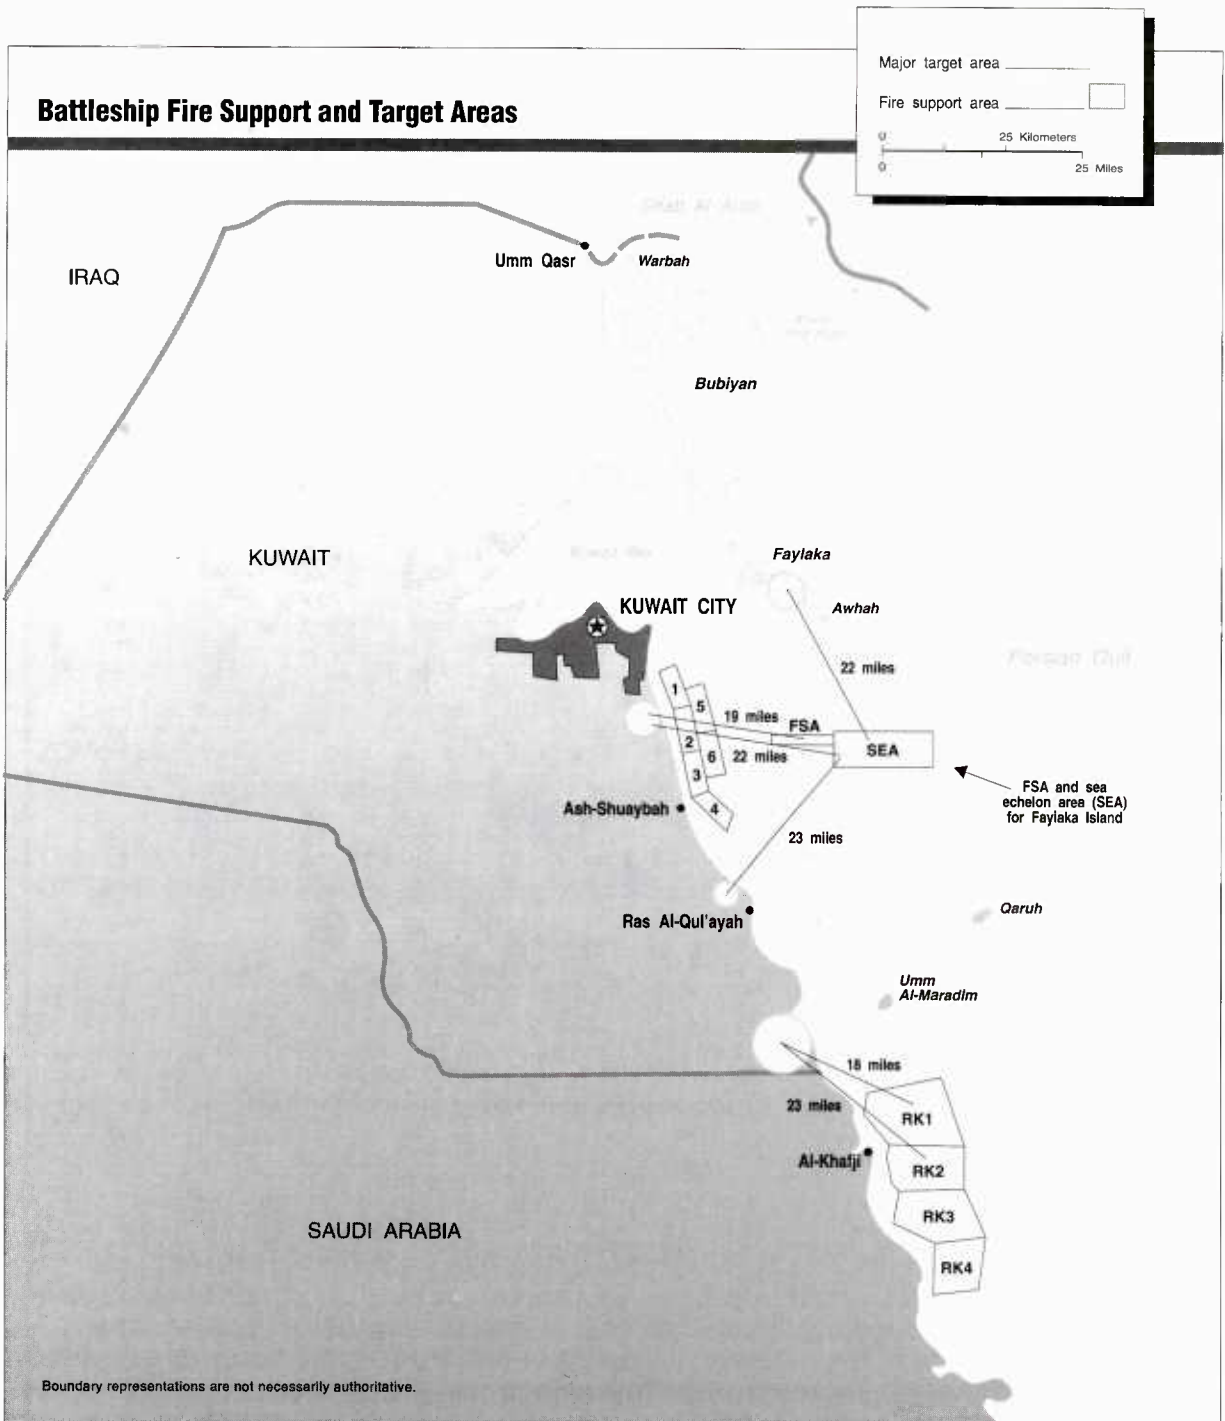 Battleship Fire Support and Target Areas
Major target area
Fire support area
0 25 Kilometers
0 25 Miles
IRAQ
Umm Qasr
Warbah
Bubiyan
KUWAIT
Faylaka
KUWAIT CITY
Awhah
22 miles
Persian Gulf
1
5
19 miles
FSA
2
22 miles
6
SEA
3
4
Ash-Shuaybah
FSA and sea
echelon area (SEA)
for Faylaka Island
23 miles
Ras Al-Qul'ayah
Qaruh
Umm
Al-Maradim
18 miles
23 miles
RK1
Al-Khafji
RK2
RK3
SAUDI ARABIA
RK4
Boundary representations are not necessarily authoritative.